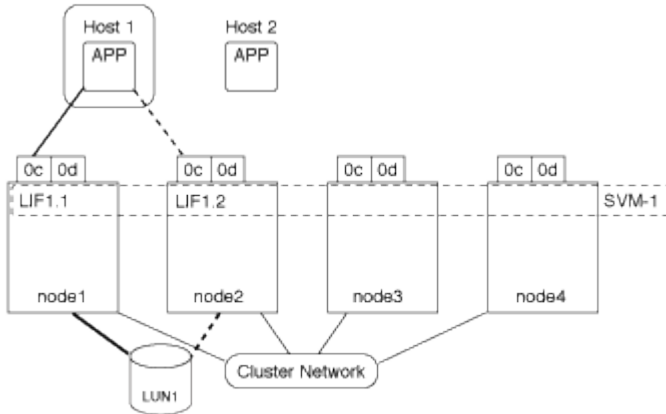 Host 1
APP
Host 2
APP
0c 0d
0c 0d
0c 0d
0c 0d
LIF1.1
LIF1.2
SVM-1
node1
node2
node3
node4
Cluster Network
LUN1